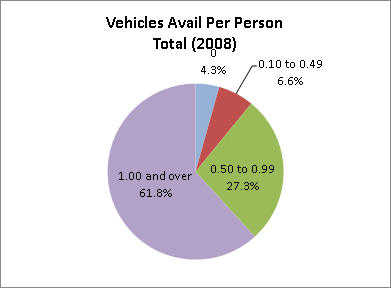 Vehicles Avail Per Person
Total (2008)
0
4.3%
0.10 to 0.49
6.6%
0.50 to 0.99
27.3%
1.00 and over
61.8%